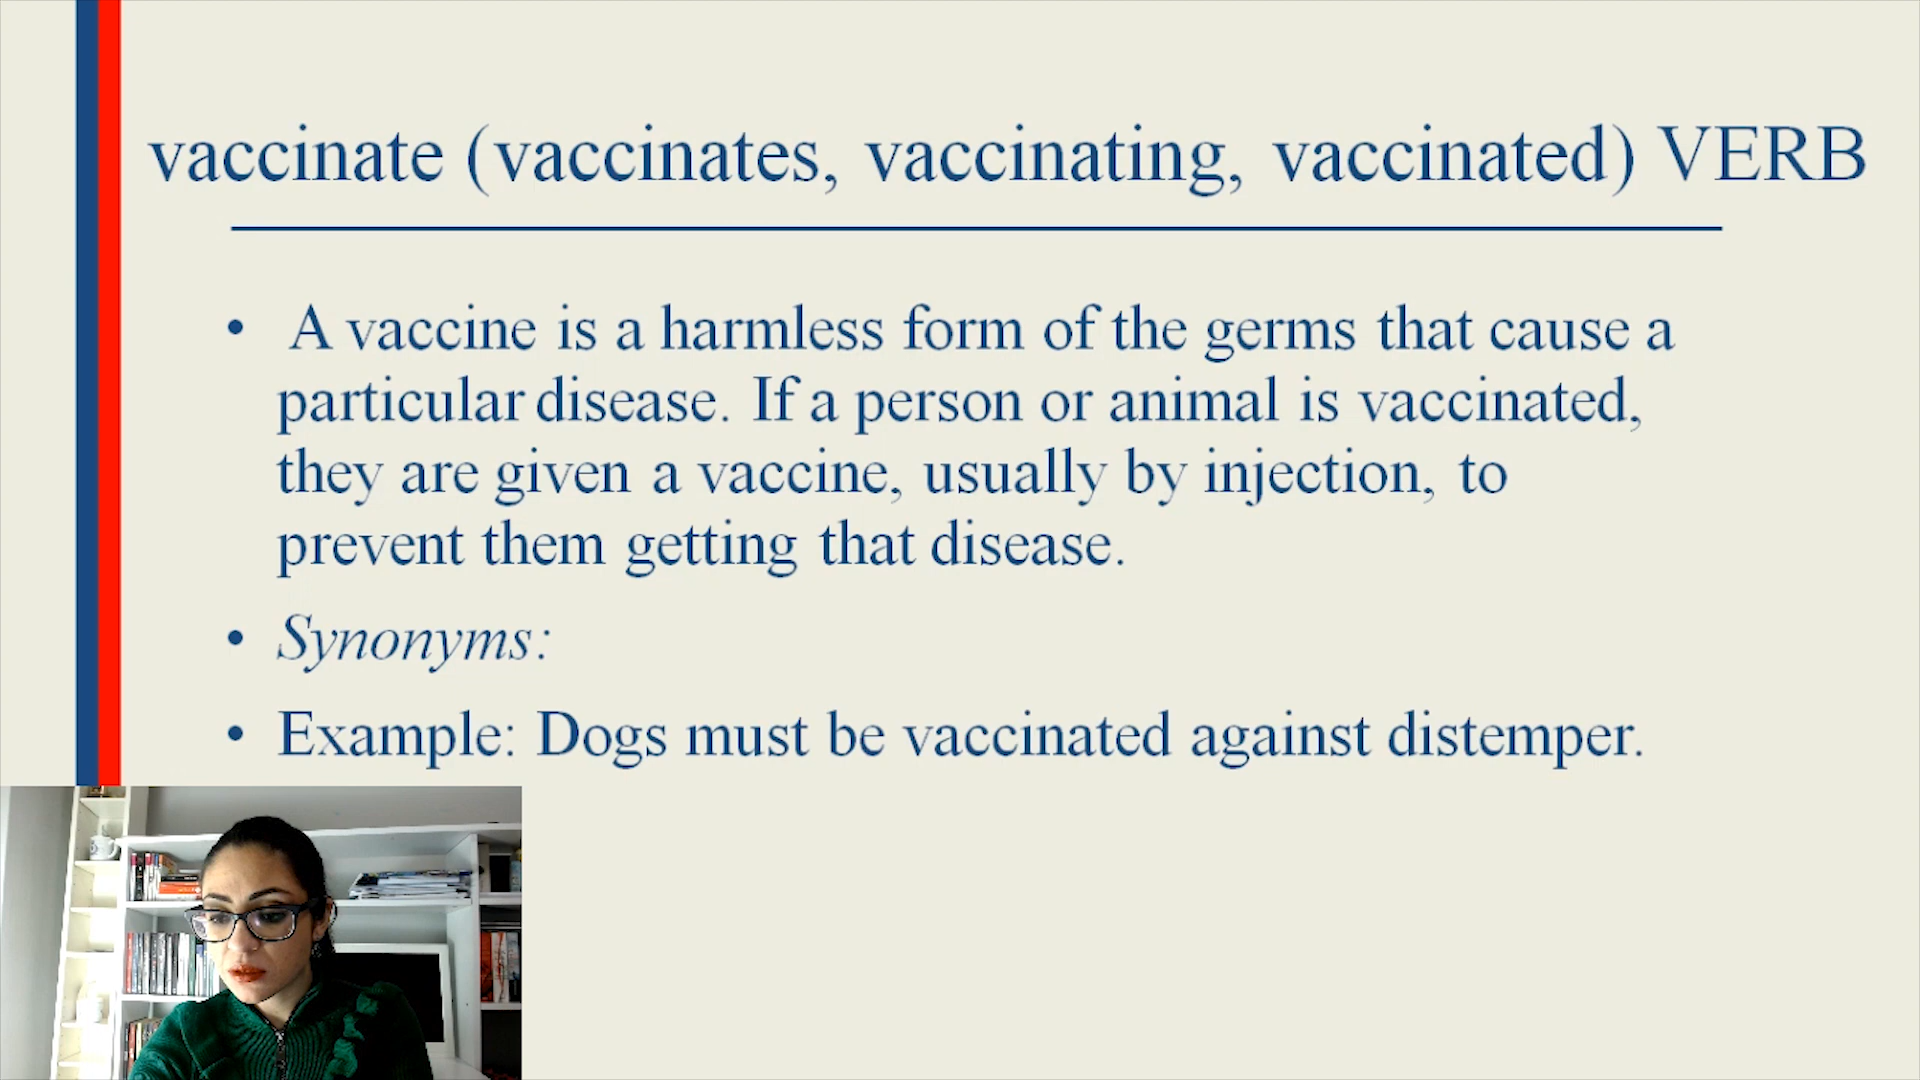 vaccinate (vaccinates, vaccinating, vaccinated) VERB
• A vaccine is a harmless form of the germs that cause a
particular disease. If a person or animal is vaccinated,
they are given a vaccine, usually by injection, to
prevent them getting that disease.
• Synonyms:
• Example: Dogs must be vaccinated against distemper.